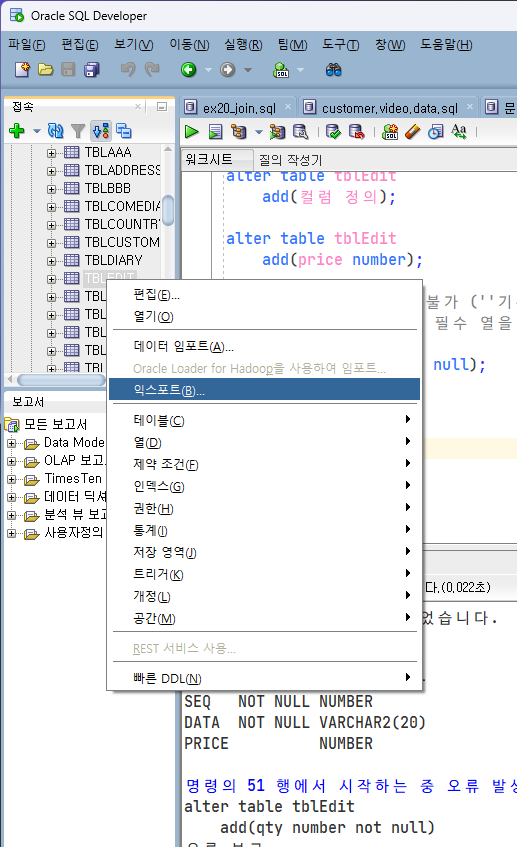 Oracle SQL Developer
파일(F) 편집(E) 보기(V) 이동(N) 실행(R) 팀(M) 도구(T) 창(W) 도움말(H)
접속
ex20_join.sql
customer,video,data.sql
문
TBLAAA
TBLADDRESS
TBLBBB
TBLCOMEDIA
TBLCOUNTR
TBLCUSTOM
TBLDIARY
TBLEDIT
TBL
TBL
TBL
TBL
TBL
워크시트 질의 작성기
alter table tblEdit
add(컬럼 정의);
alter table tblEdit
add(price number);
불가 (''기
필수 열을
null);
편집(E)...
열기(O)
데이터 임포트(A)...
Oracle Loader for Hadoop을 사용하여 임포트...
익스포트(B)...
테이블(C)
열(D)
제약 조건(F)
인덱스(G)
권한(H)
통계(I)
저장 영역(J)
트리거(K)
개정(L)
공간(M)
REST 서비스 사용...
빠른 DDL(N)
보고서
모든 보고서
Data Mode
OLAP 보고
TimesTen
데이터 딕셔
분석 뷰 보고
사용자정의
다.(0,022초)
었습니다.
SEQ NOT NULL NUMBER
DATA NOT NULL VARCHAR2(20)
PRICE NUMBER
명령의 51 행에서 시작하는 중 오류 발생
alter table tblEdit
add(qty number not null)
오류 보고